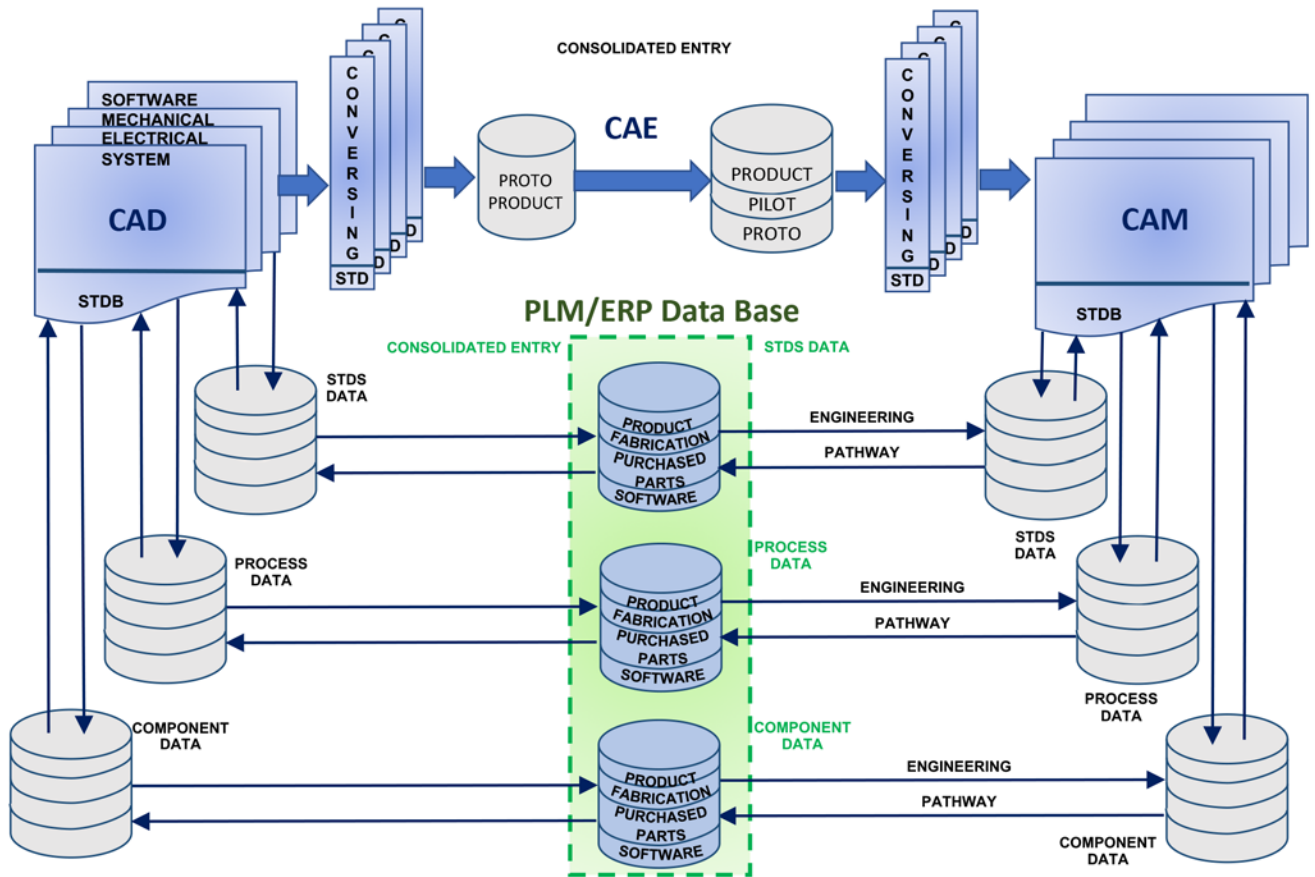 CONSOLIDATED ENTRY
SOFTWARE
MECHANICAL
ELECTRICAL
SYSTEM
CAD
STDB
C
C
C
CONVERSING
STD
D
D
D
PROTO
PRODUCT
CAE
PRODUCT
PILOT
PROTO
C
C
C
CONVERSING
STD
D
D
D
CAM
STDB
PLM/ERP Data Base
CONSOLIDATED ENTRY
STDS DATA
STDS
DATA
PRODUCT
FABRICATION
PURCHASED
PARTS
SOFTWARE
ENGINEERING
PATHWAY
STDS
DATA
PROCESS
DATA
PROCESS
DATA
PRODUCT
FABRICATION
PURCHASED
PARTS
SOFTWARE
ENGINEERING
PATHWAY
PROCESS
DATA
COMPONENT
DATA
COMPONENT
DATA
PRODUCT
FABRICATION
PURCHASED
PARTS
SOFTWARE
ENGINEERING
PATHWAY
COMPONENT
DATA